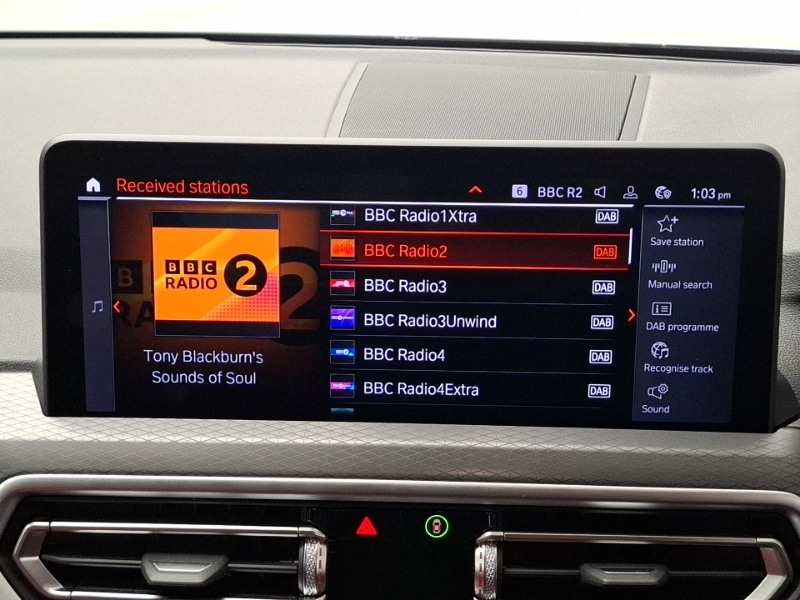 Received stations
6 BBC R2
1:03 pm
BBC
RADIO 2
Tony Blackburn's
Sounds of Soul
BBC Radio1Xtra DAB
BBC Radio2 DAB
BBC Radio3 DAB
BBC Radio3Unwind DAB
BBC Radio4 DAB
BBC Radio4Extra DAB
Save station
Manual search
DAB programme
Recognise track
Sound